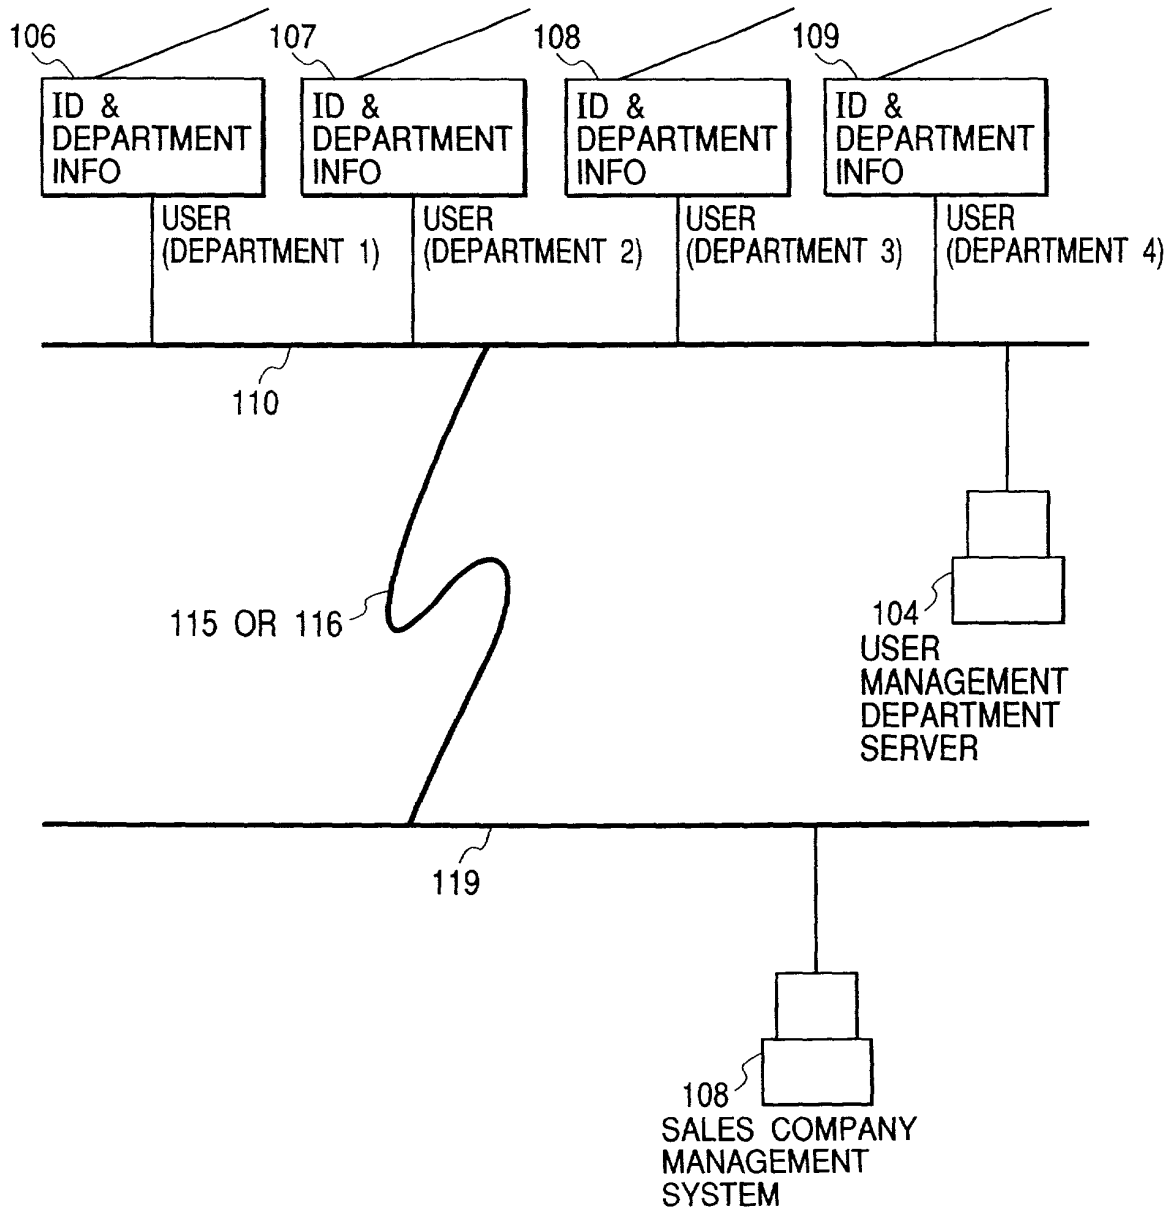 106
107
108
109
ID &
DEPARTMENT
INFO
ID &
DEPARTMENT
INFO
ID &
DEPARTMENT
INFO
ID &
DEPARTMENT
INFO
USER
(DEPARTMENT 1)
USER
(DEPARTMENT 2)
USER
(DEPARTMENT 3)
USER
(DEPARTMENT 4)
110
115 OR 116
104
USER
MANAGEMENT
DEPARTMENT
SERVER
119
108
SALES COMPANY
MANAGEMENT
SYSTEM